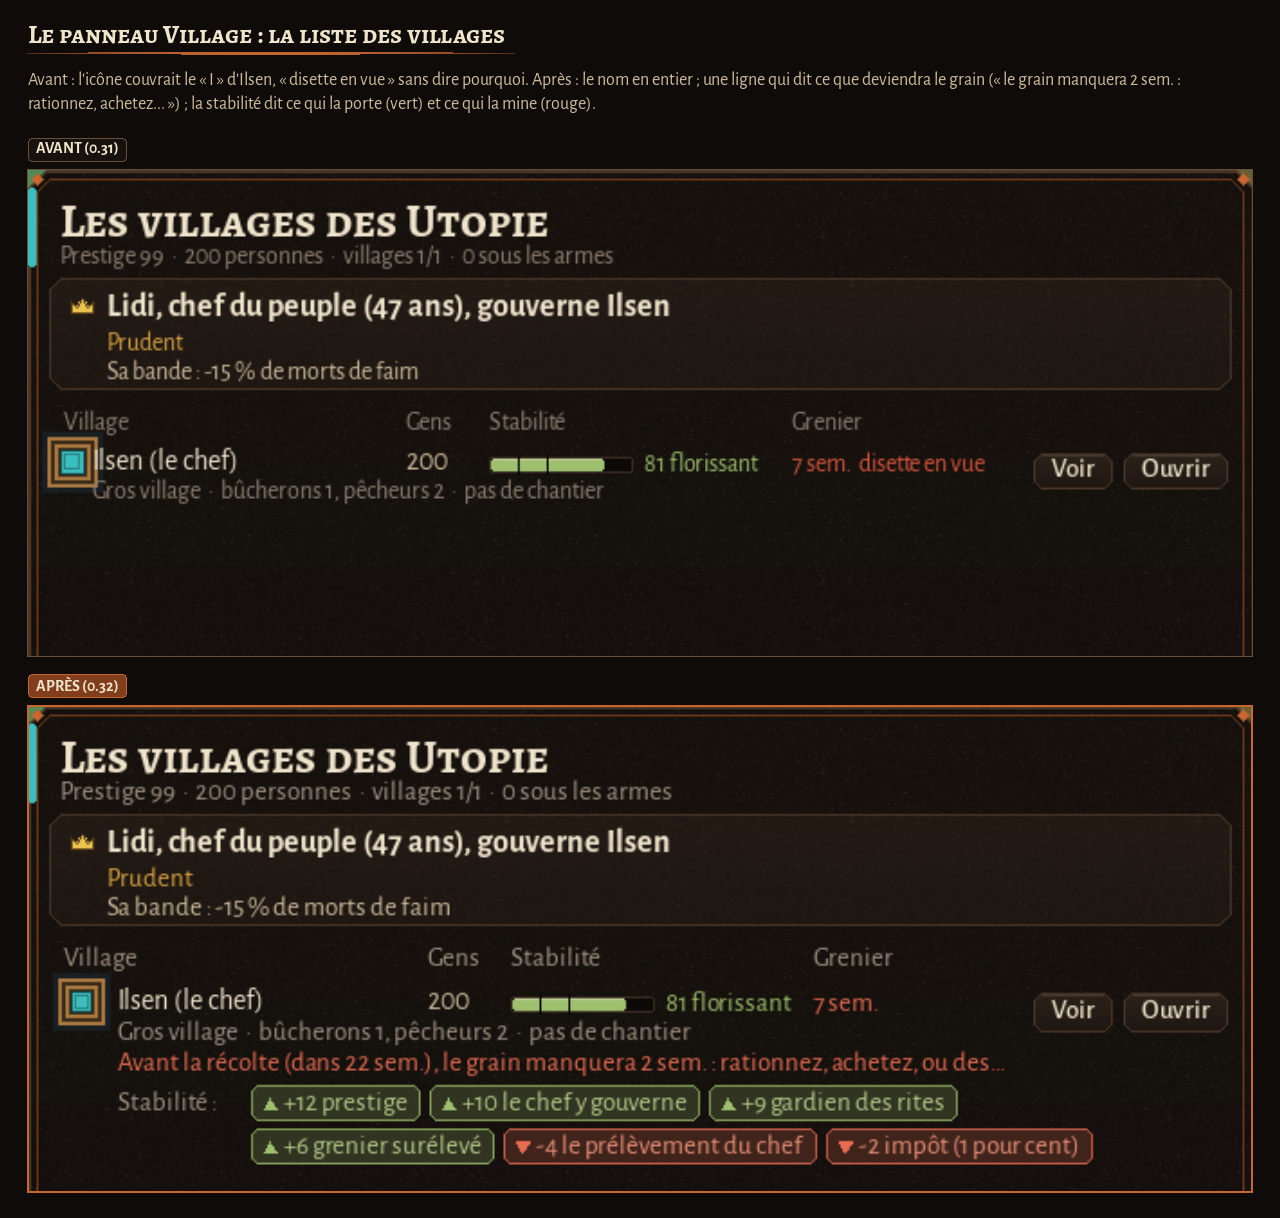 Le panneau Village : la liste des villages
Avant : l'icône couvrait le « I » d'Ilsen, « disette en vue » sans dire pourquoi. Après : le nom en entier ; une ligne qui dit ce que deviendra le grain (« le grain manquera 2 sem. :
rationnez, achetez... ») ; la stabilité dit ce qui la porte (vert) et ce qui la mine (rouge).
AVANT (0.31)
Les villages des Utopie
Prestige 99 · 200 personnes · villages 1/1 · 0 sous les armes
Lidi, chef du peuple (47 ans), gouverne Ilsen
Prudent
Sa bande : -15 % de morts de faim
Village Gens Stabilité Grenier
Ilsen (le chef) 200 81 florissant 7 sem. disette en vue Voir Ouvrir
Gros village · bûcherons 1, pêcheurs 2 · pas de chantier
APRÈS (0.32)
Les villages des Utopie
Prestige 99 · 200 personnes · villages 1/1 · 0 sous les armes
Lidi, chef du peuple (47 ans), gouverne Ilsen
Prudent
Sa bande : -15 % de morts de faim
Village Gens Stabilité Grenier
Ilsen (le chef) 200 81 florissant 7 sem. Voir Ouvrir
Gros village · bûcherons 1, pêcheurs 2 · pas de chantier
Avant la récolte (dans 22 sem.), le grain manquera 2 sem. : rationnez, achetez, ou des...
Stabilité : ▲ +12 prestige ▲ +10 le chef y gouverne ▲ +9 gardien des rites
▲ +6 grenier surélevé ▼ -4 le prélèvement du chef ▼ -2 impôt (1 pour cent)